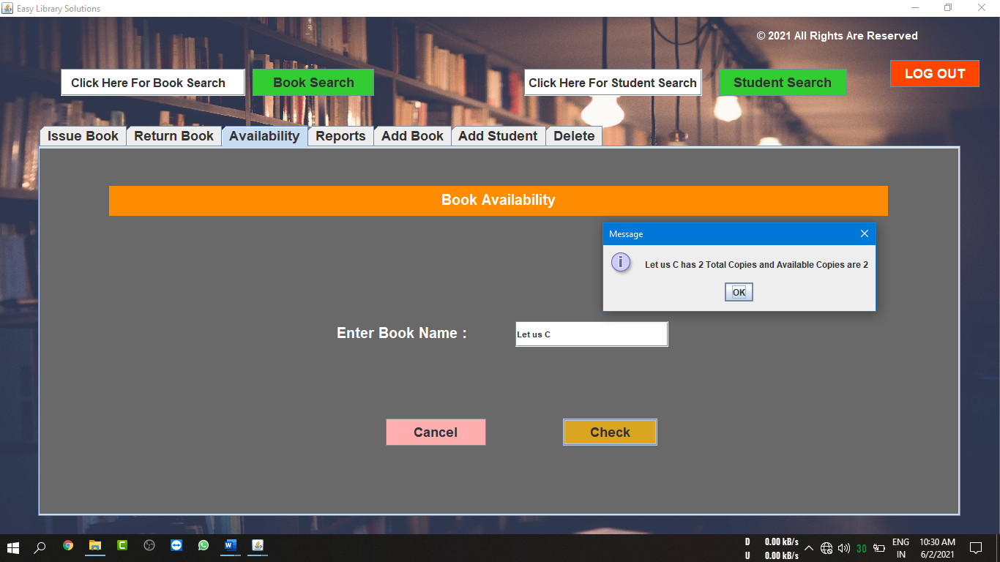 Easy Library Solutions
© 2021 All Rights Are Reserved
Click Here For Book Search
Book Search
Click Here For Student Search
Student Search
LOG OUT
Issue Book
Return Book
Availability
Reports
Add Book
Add Student
Delete
Book Availability
Message
Let us C has 2 Total Copies and Available Copies are 2
OK
Enter Book Name :
Let us C
Cancel
Check
D 0.00 kB/s
U 0.00 kB/s
30
ENG
IN
10:30 AM
6/2/2021